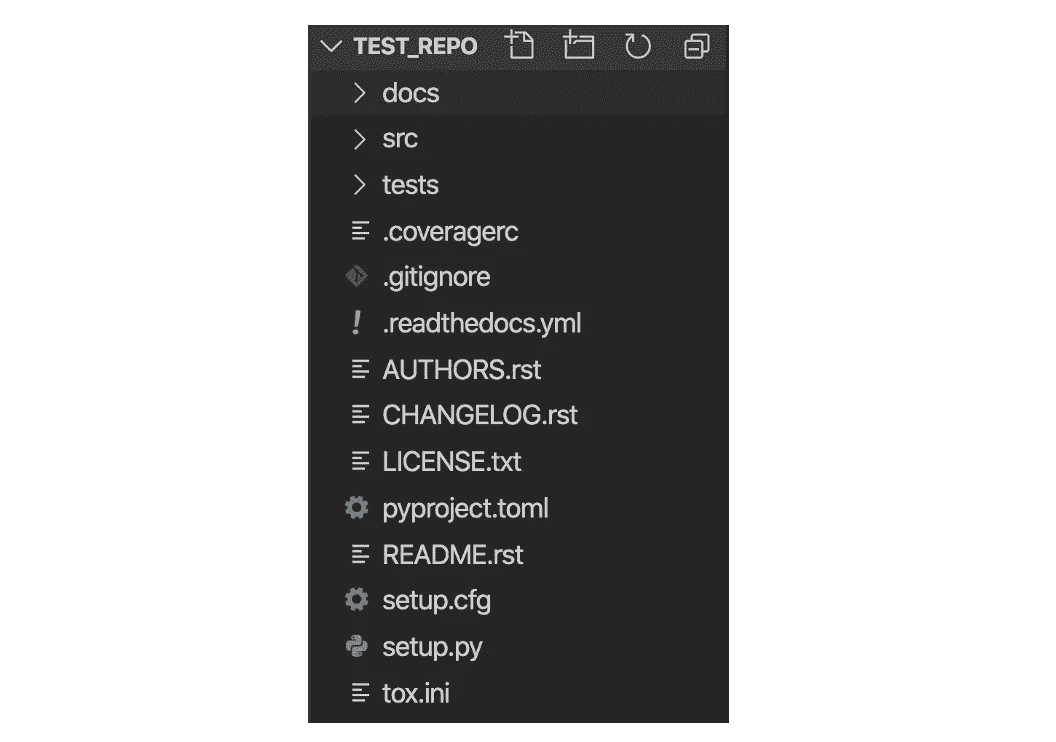 TEST_REPO
docs
src
tests
.coveragerc
.gitignore
.readthedocs.yml
AUTHORS.rst
CHANGELOG.rst
LICENSE.txt
pyproject.toml
README.rst
setup.cfg
setup.py
tox.ini